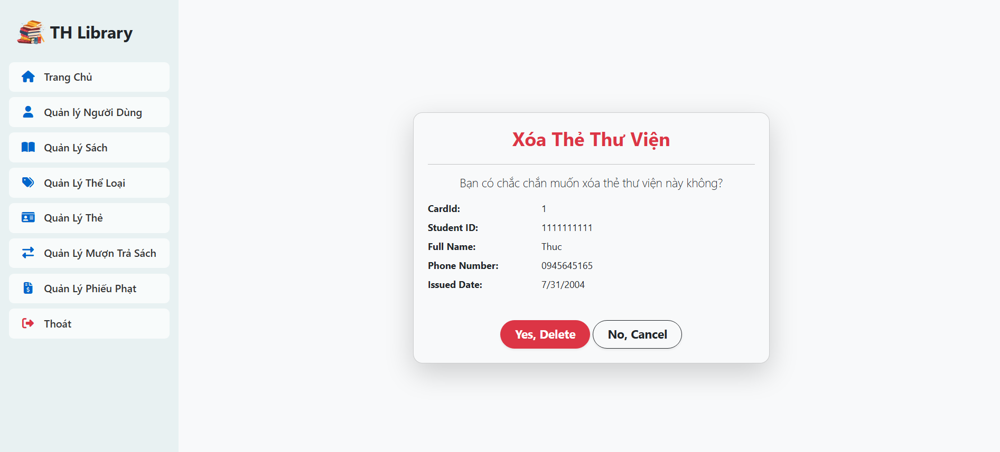 TH Library
Trang Chủ
Quản lý Người Dùng
Quản Lý Sách
Quản Lý Thể Loại
Quản Lý Thẻ
Quản Lý Mượn Trả Sách
Quản Lý Phiếu Phạt
Thoát
Xóa Thẻ Thư Viện
Bạn có chắc chắn muốn xóa thẻ thư viện này không?
CardId: 1
Student ID: 1111111111
Full Name: Thuc
Phone Number: 0945645165
Issued Date: 7/31/2004
Yes, Delete No, Cancel